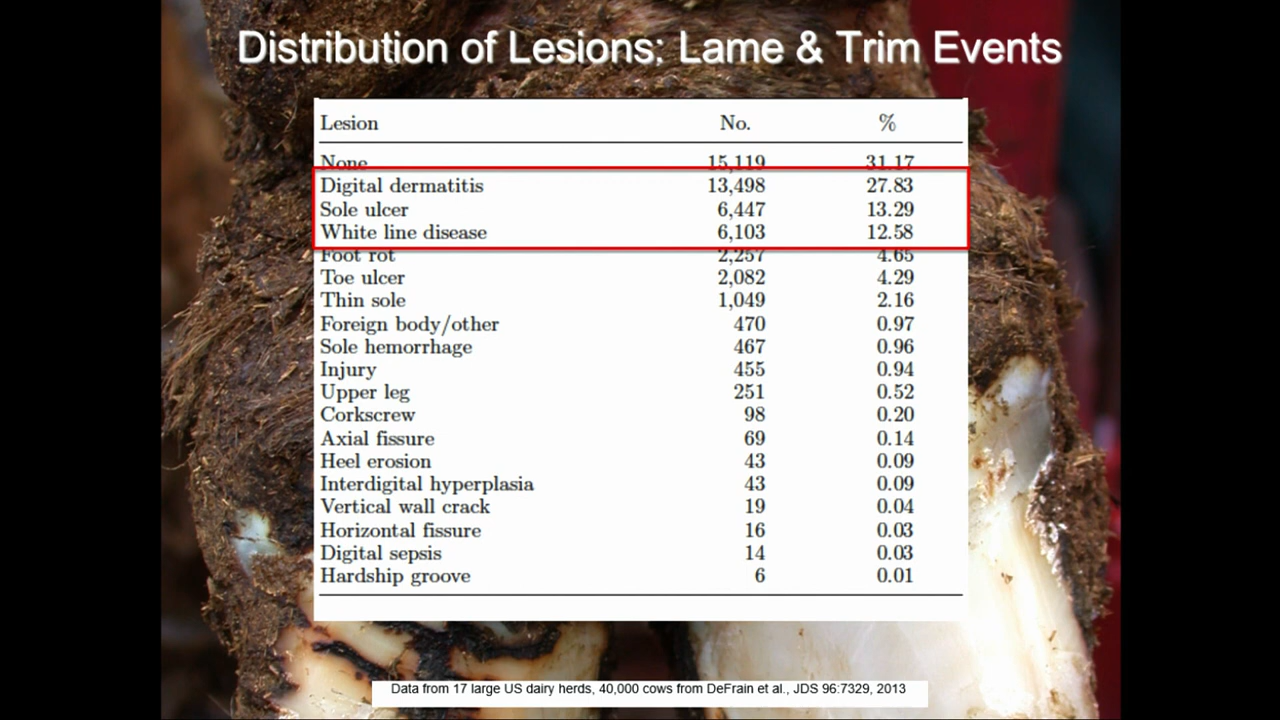 Distribution of Lesions: Lame & Trim Events
Lesion No. %
None 15,119 31.17
Digital dermatitis 13,498 27.83
Sole ulcer 6,447 13.29
White line disease 6,103 12.58
Foot rot 2,257 4.65
Toe ulcer 2,082 4.29
Thin sole 1,049 2.16
Foreign body/other 470 0.97
Sole hemorrhage 467 0.96
Injury 455 0.94
Upper leg 251 0.52
Corkscrew 98 0.20
Axial fissure 69 0.14
Heel erosion 43 0.09
Interdigital hyperplasia 43 0.09
Vertical wall crack 19 0.04
Horizontal fissure 16 0.03
Digital sepsis 14 0.03
Hardship groove 6 0.01
Data from 17 large US dairy herds, 40,000 cows from DeFrain et al., JDS 96:7329, 2013